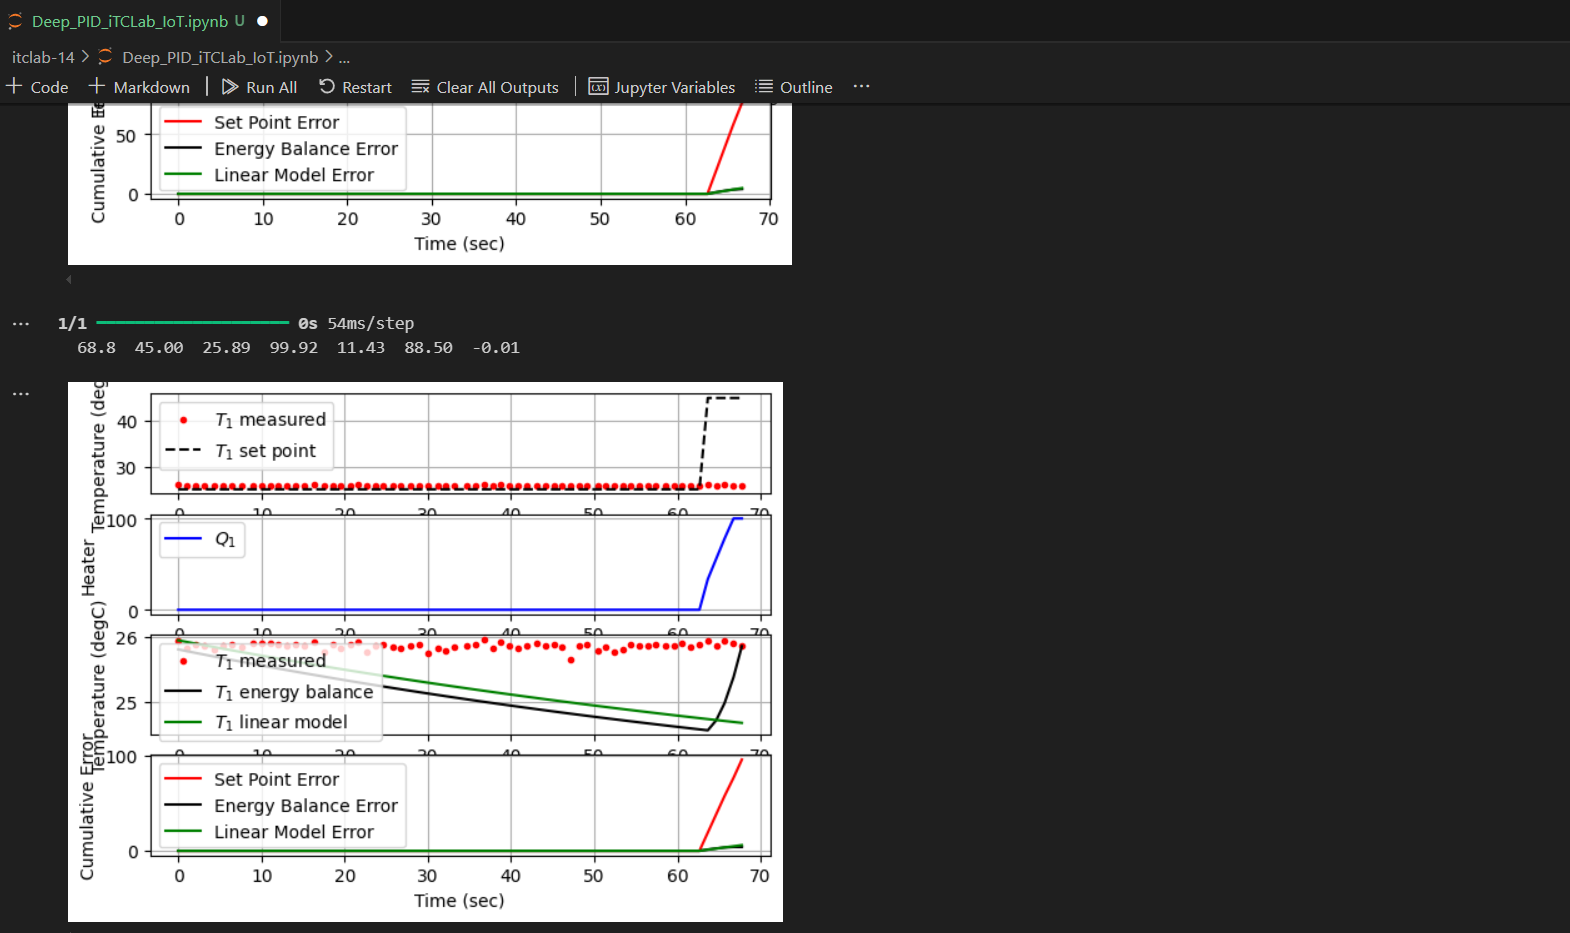 Deep_PID_iTCLab_IoT.ipynb U
itclab-14 > Deep_PID_iTCLab_IoT.ipynb > ...
+ Code + Markdown | Run All Restart Clear All Outputs | Jupyter Variables Outline ...
Cumulative
50
0
Set Point Error
Energy Balance Error
Linear Model Error
0 10 20 30 40 50 60 70
Time (sec)
... 1/1 0s 54ms/step
68.8 45.00 25.89 99.92 11.43 88.50 -0.01
...
Temperature (deg
40
30
T1 measured
T1 set point
0 10 20 30 40 50 60 70
Heater
100
0
Q1
0 10 20 30 40 50 60 70
Temperature (degC)
26
25
T1 measured
T1 energy balance
T1 linear model
0 10 20 30 40 50 60 70
Cumulative Error
100
0
Set Point Error
Energy Balance Error
Linear Model Error
0 10 20 30 40 50 60 70
Time (sec)